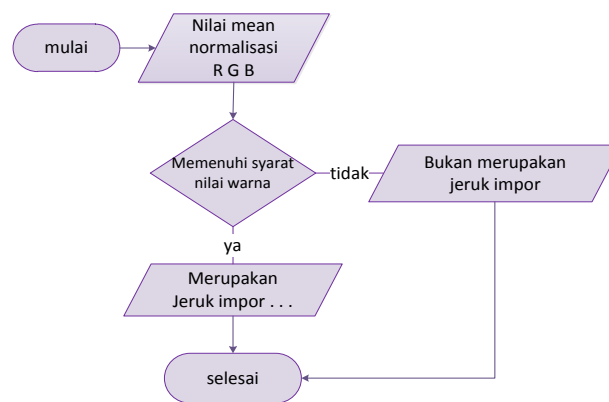 mulai
Nilai mean
normalisasi
R G B
Memenuhi syarat
nilai warna
tidak
Bukan merupakan
jeruk impor
ya
Merupakan
Jeruk impor . . .
selesai